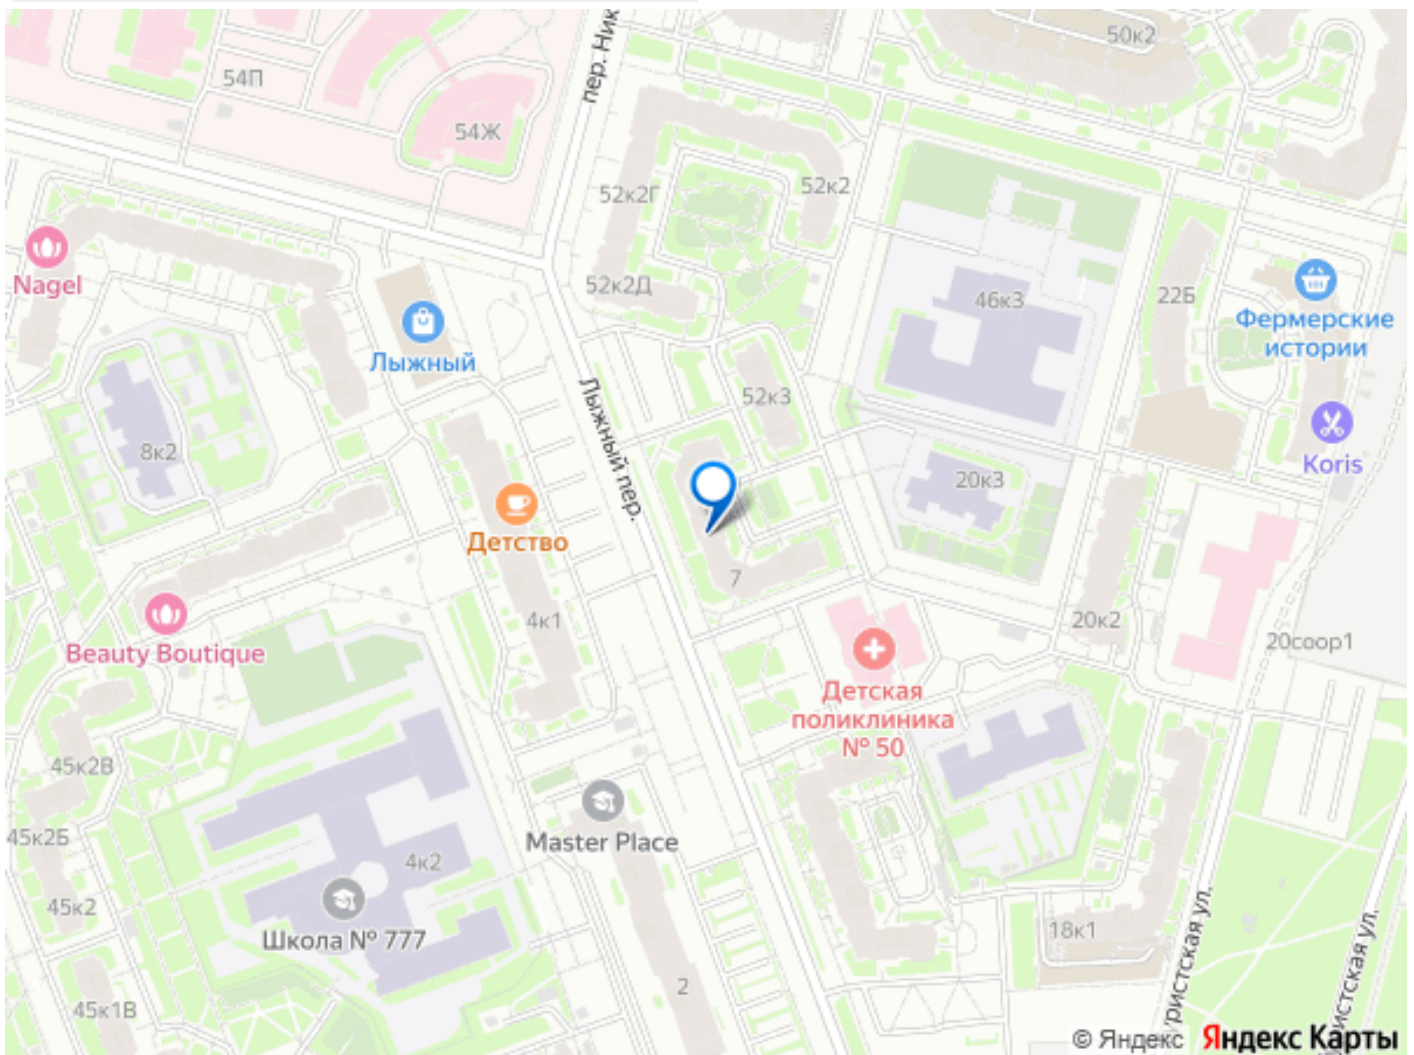 50к2
пер. Ник
54П
54Ж
52к2Г
52к2
Nagel
52к2Д
46к3
22Б
Фермерские
истории
Лыжный
52к3
Лыжный пер.
8к2
Koris
20к3
Детство
7
4к1
20к2
20соор1
Beauty Boutique
Детская
поликлиника
№ 50
45к2В
45к2Б
Master Place
4к2
45к2
Школа № 777
18к1
2
45к1В
уристская ул.
истская ул.
© Яндекс Яндекс Карты